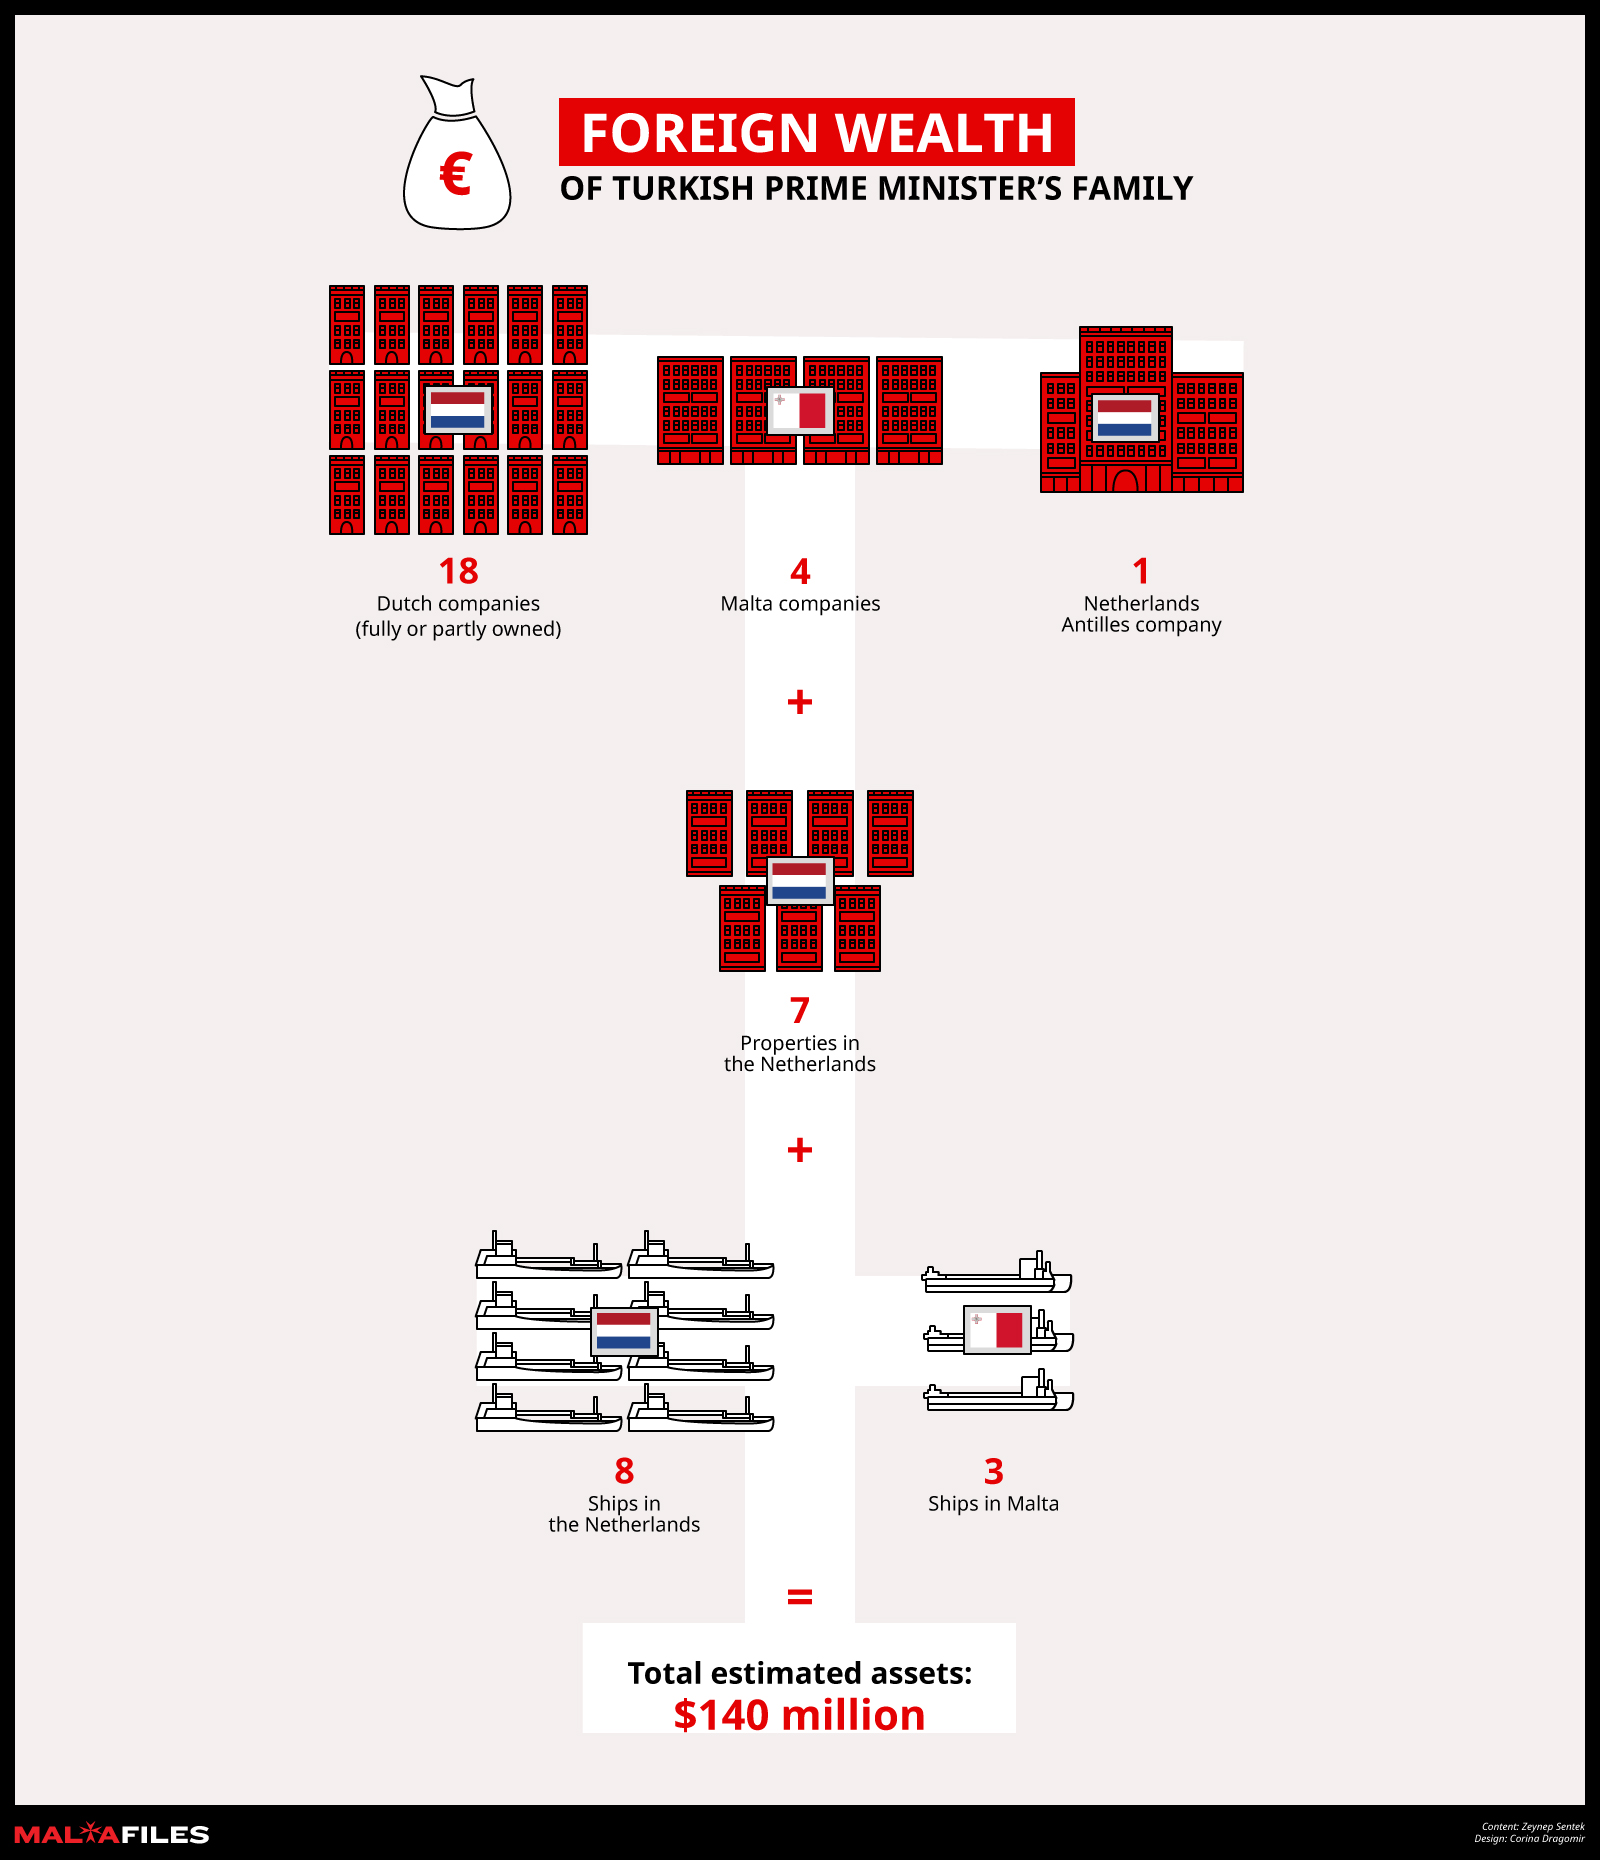 €
FOREIGN WEALTH
OF TURKISH PRIME MINISTER’S FAMILY
18
Dutch companies
(fully or partly owned)
4
Malta companies
1
Netherlands
Antilles company
+
7
Properties in
the Netherlands
+
8
Ships in
the Netherlands
3
Ships in Malta
=
Total estimated assets:
$140 million
MALTAFILES
Content: Zeynep Sentek
Design: Corina Dragomir